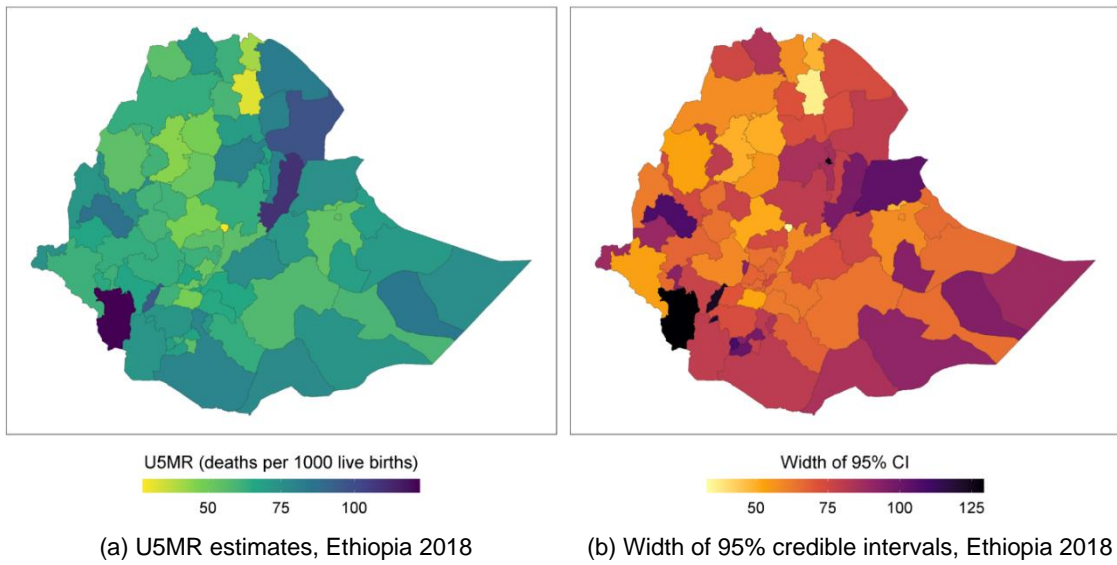 U5MR (deaths per 1000 live births)
50 75 100
(a) U5MR estimates, Ethiopia 2018
Width of 95% CI
50 75 100 125
(b) Width of 95% credible intervals, Ethiopia 2018